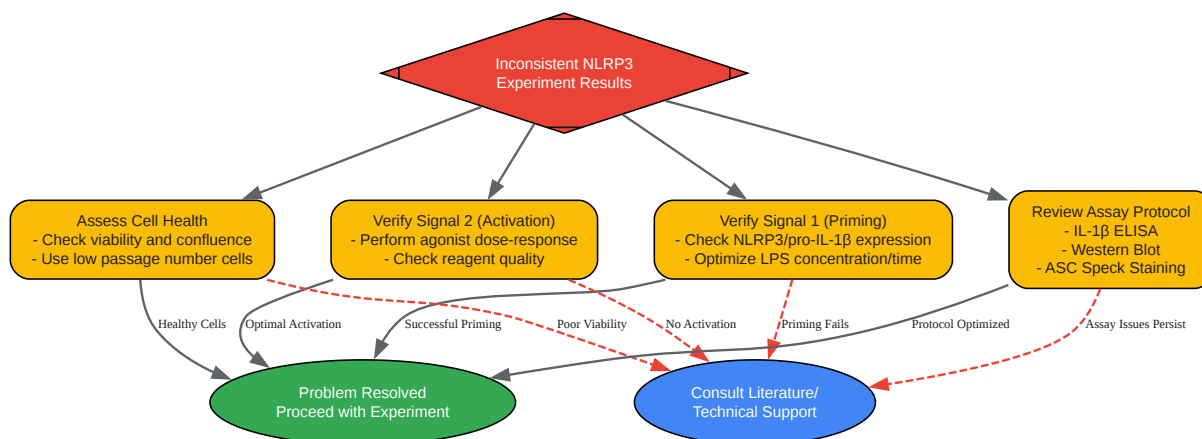 Inconsistent NLRP3
Experiment Results
Assess Cell Health
- Check viability and confluence
- Use low passage number cells
Verify Signal 2 (Activation)
- Perform agonist dose-response
- Check reagent quality
Verify Signal 1 (Priming)
- Check NLRP3/pro-IL-1β expression
- Optimize LPS concentration/time
Review Assay Protocol
- IL-1β ELISA
- Western Blot
- ASC Speck Staining
Healthy Cells
Optimal Activation
Successful Priming
Poor Viability
No Activation
Priming Fails
Protocol Optimized
Assay Issues Persist
Problem Resolved
Proceed with Experiment
Consult Literature/
Technical Support